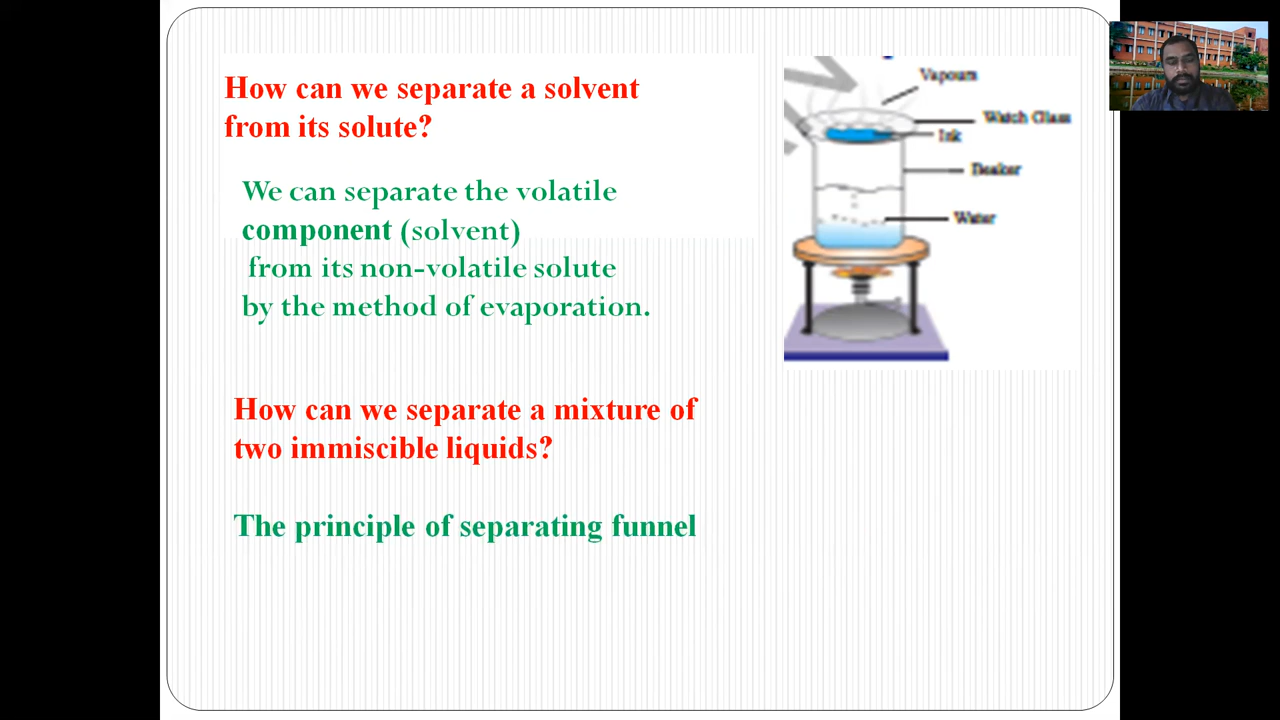 How can we separate a solvent
from its solute?
We can separate the volatile
component (solvent)
from its non-volatile solute
by the method of evaporation.
How can we separate a mixture of
two immiscible liquids?
The principle of separating funnel
Vapours
Watch Glass
Ink
Beaker
Water